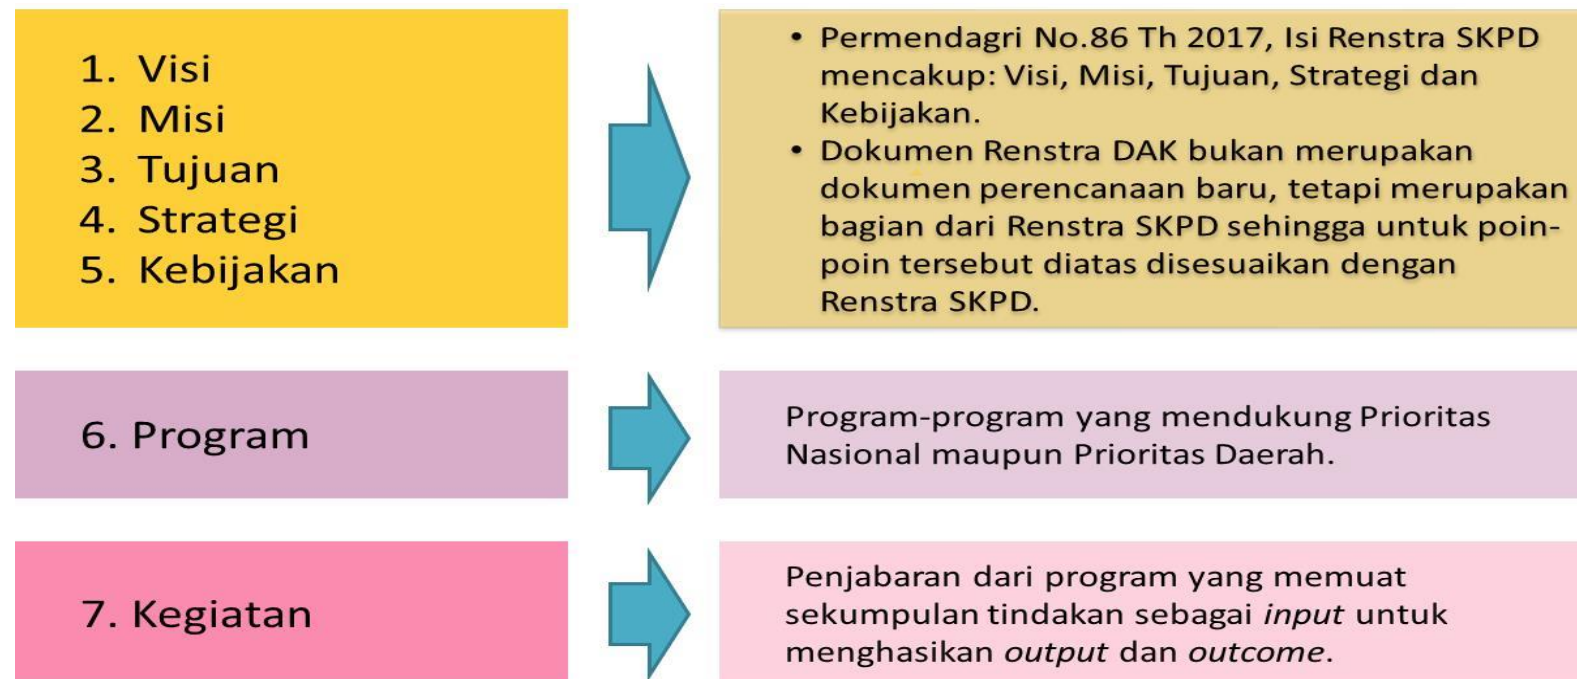 1. Visi
2. Misi
3. Tujuan
4. Strategi
5. Kebijakan
• Permendagri No.86 Th 2017, Isi Renstra SKPD
mencakup: Visi, Misi, Tujuan, Strategi dan
Kebijakan.
• Dokumen Renstra DAK bukan merupakan
dokumen perencanaan baru, tetapi merupakan
bagian dari Renstra SKPD sehingga untuk poin-
poin tersebut diatas disesuaikan dengan
Renstra SKPD.
6. Program
Program-program yang mendukung Prioritas
Nasional maupun Prioritas Daerah.
7. Kegiatan
Penjabaran dari program yang memuat
sekumpulan tindakan sebagai input untuk
menghasikan output dan outcome.